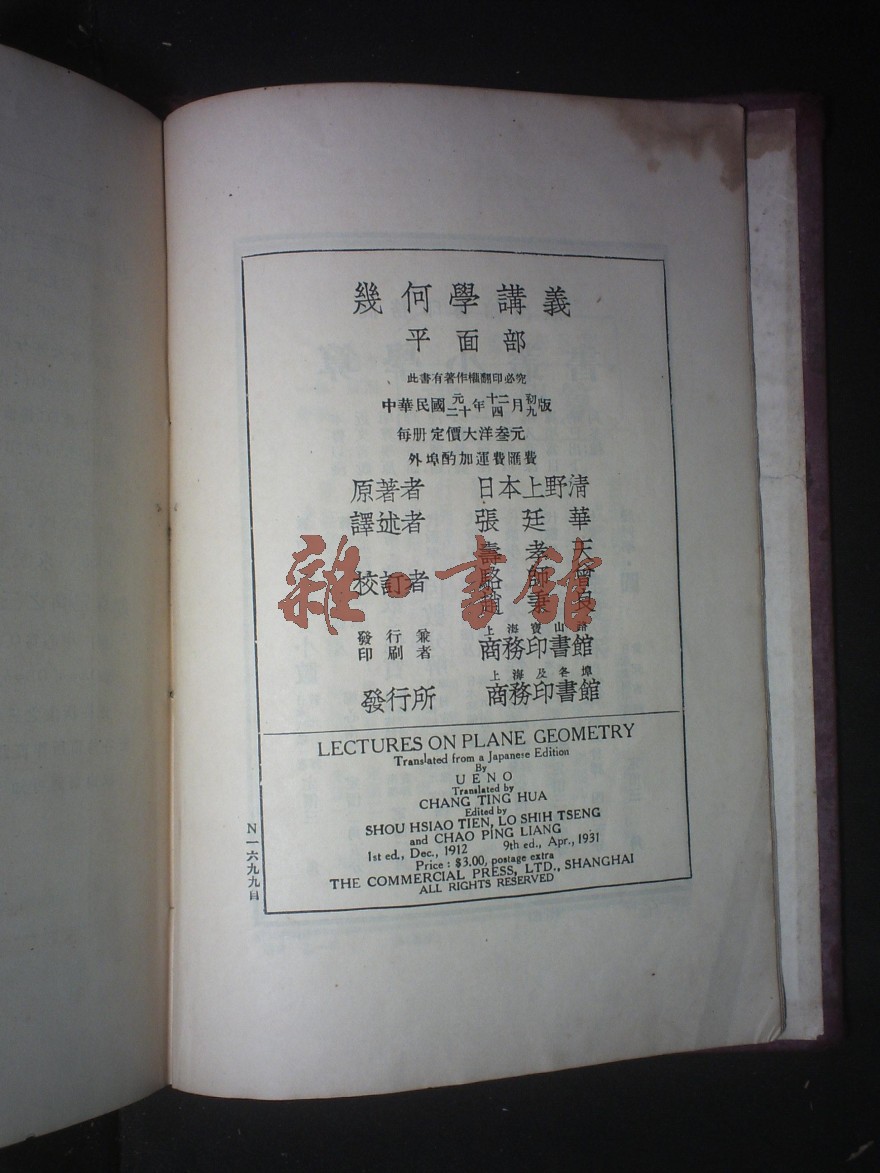 幾何學講義
平面部
此書有著作權翻印必究
中華民國元年十二月初版
二十年四月九版
每册定價大洋叁元
外埠酌加運費匯費
原著者 日本上野清
譯述者 張廷華
校訂者 壽孝天
駱師曾
趙秉良
發行兼印刷者 上海寶山路 商務印書館
發行所 上海及各埠 商務印書館
雜·書館
LECTURES ON PLANE GEOMETRY
Translated from a Japanese Edition
By
UENO
Translated by
CHANG TING HUA
Edited by
SHOU HSIAO TIEN, LO SHIH TSENG
and CHAO PING LIANG
1st ed., Dec., 1912 9th ed., Apr., 1931
Price : $3.00, postage extra
THE COMMERCIAL PRESS, LTD., SHANGHAI
ALL RIGHTS RESERVED
N一六九九自